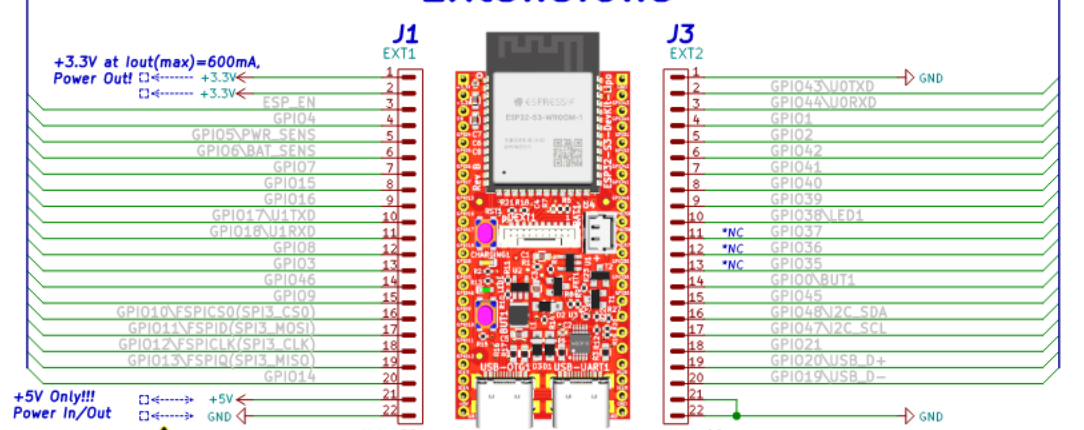 J1
EXT1
+3.3V at Iout(max)=600mA,
Power Out!
+3.3V
1
+3.3V
2
ESP_EN
3
GPIO4
4
GPIO5\PWR_SENS
5
GPIO6\BAT_SENS
6
GPIO7
7
GPIO15
8
GPIO16
9
GPIO17\U1TXD
10
GPIO18\U1RXD
11
GPIO8
12
GPIO3
13
GPIO46
14
GPIO9
15
GPIO10\FSPICS0(SPI3_CS0)
16
GPIO11\FSPID(SPI3_MOSI)
17
GPIO12\FSPICLK(SPI3_CLK)
18
GPIO13\FSPIQ(SPI3_MISO)
19
GPIO14
20
+5V Only!!!
Power In/Out
+5V
21
GND
22
ESPRESSIF
ESP32-S3-WROOM-1
ESP32-S3-DevKit-Lipo
Rev B
RST1
CHARGING1
BUT1
USB-OTG1
USB-UART1
J3
EXT2
1
GND
2
GPIO43\U0TXD
3
GPIO44\U0RXD
4
GPIO1
5
GPIO2
6
GPIO42
7
GPIO41
8
GPIO40
9
GPIO39
10
GPIO38\LED1
11
*NC
GPIO37
12
*NC
GPIO36
13
*NC
GPIO35
14
GPIO0\BUT1
15
GPIO45
16
GPIO48\I2C_SDA
17
GPIO47\I2C_SCL
18
GPIO21
19
GPIO20\USB_D+
20
GPIO19\USB_D-
21
22
GND